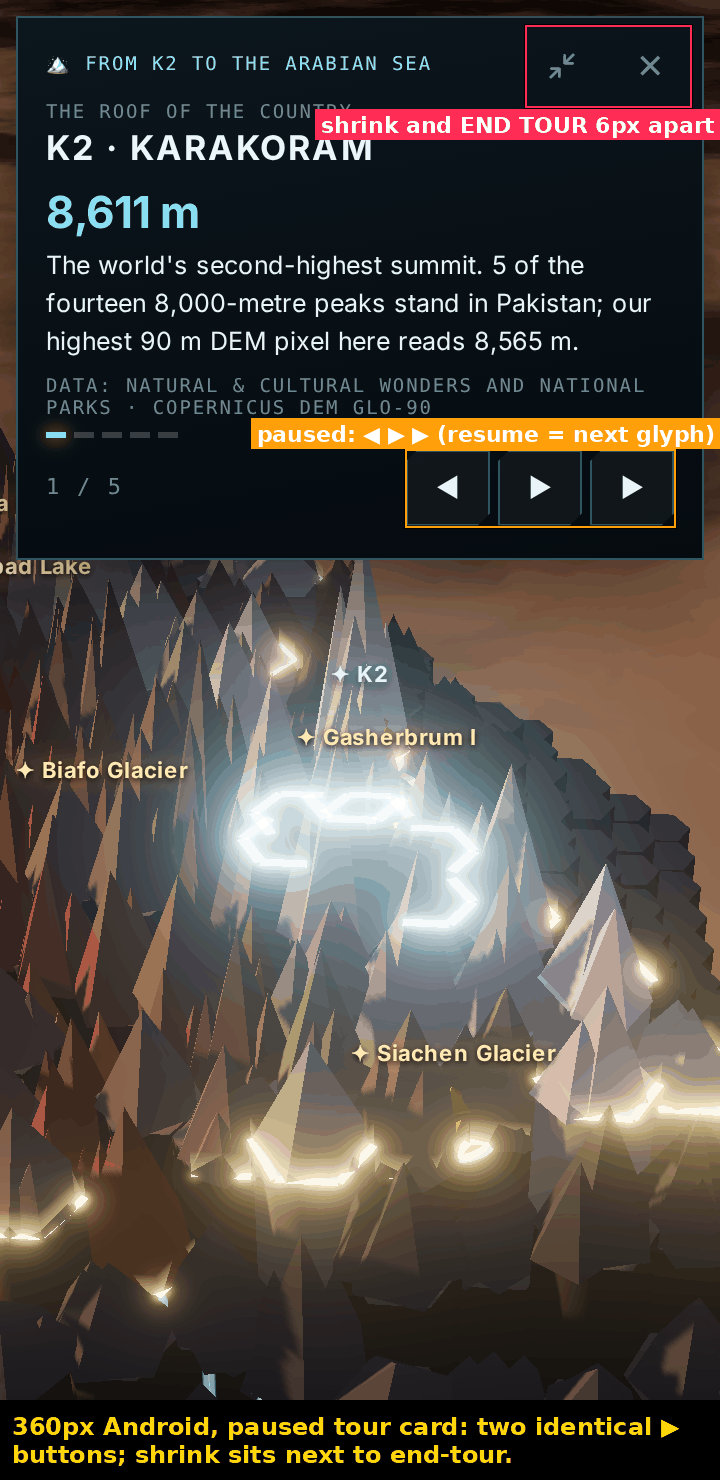 🏔️ FROM K2 TO THE ARABIAN SEA
THE ROOF OF THE COUNTRY
shrink and END TOUR 6px apart
K2 · KARAKORAM
8,611 m
The world's second-highest summit. 5 of the
fourteen 8,000-metre peaks stand in Pakistan; our
highest 90 m DEM pixel here reads 8,565 m.
DATA: NATURAL & CULTURAL WONDERS AND NATIONAL
PARKS · COPERNICUS DEM GLO-90
paused: ◀ ▶ ▶ (resume = next glyph)
1 / 5
Lake
✦ K2
✦ Gasherbrum I
✦ Biafo Glacier
✦ Siachen Glacier
360px Android, paused tour card: two identical ▶
buttons; shrink sits next to end-tour.